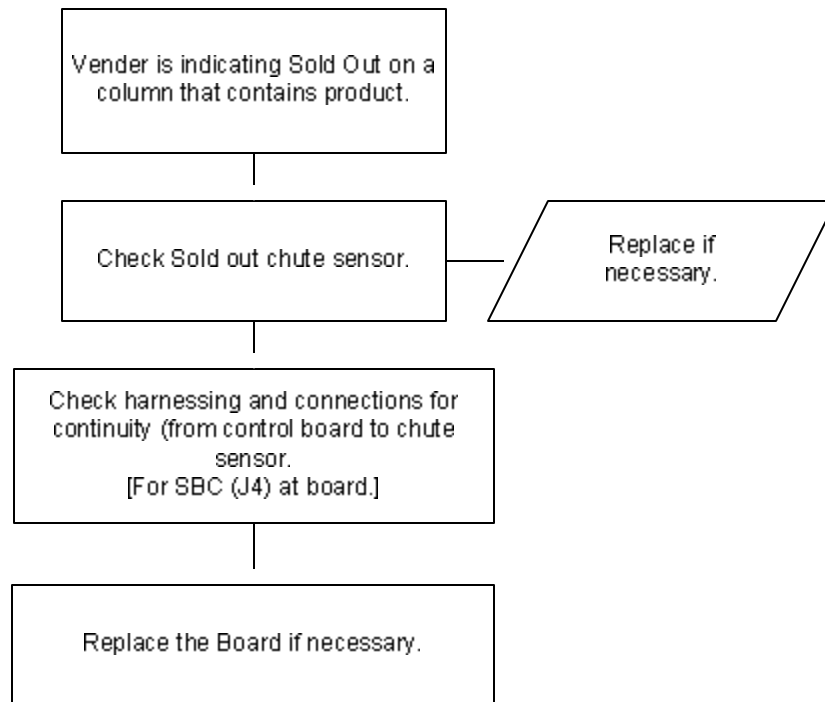 Vender is indicating Sold Out on a
column that contains product.
Check Sold out chute sensor.
Replace if
necessary.
Check harnessing and connections for
continuity (from control board to chute
sensor.
[For SBC (J4) at board.]
Replace the Board if necessary.